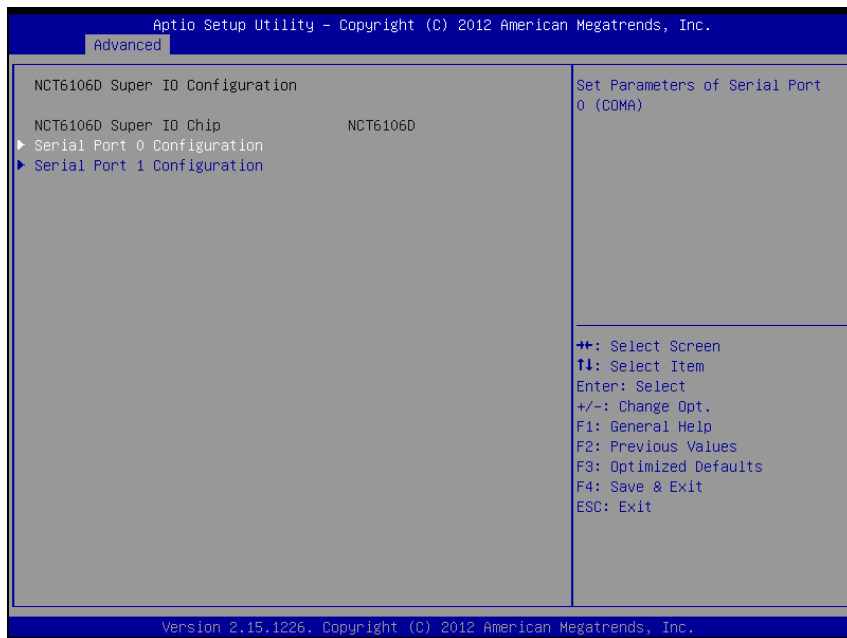 Aptio Setup Utility – Copyright (C) 2012 American Megatrends, Inc.
Advanced
NCT6106D Super IO Configuration
NCT6106D Super IO Chip NCT6106D
▶ Serial Port 0 Configuration
▶ Serial Port 1 Configuration
Set Parameters of Serial Port
0 (COMA)
→←: Select Screen
↑↓: Select Item
Enter: Select
+/-: Change Opt.
F1: General Help
F2: Previous Values
F3: Optimized Defaults
F4: Save & Exit
ESC: Exit
Version 2.15.1226. Copyright (C) 2012 American Megatrends, Inc.